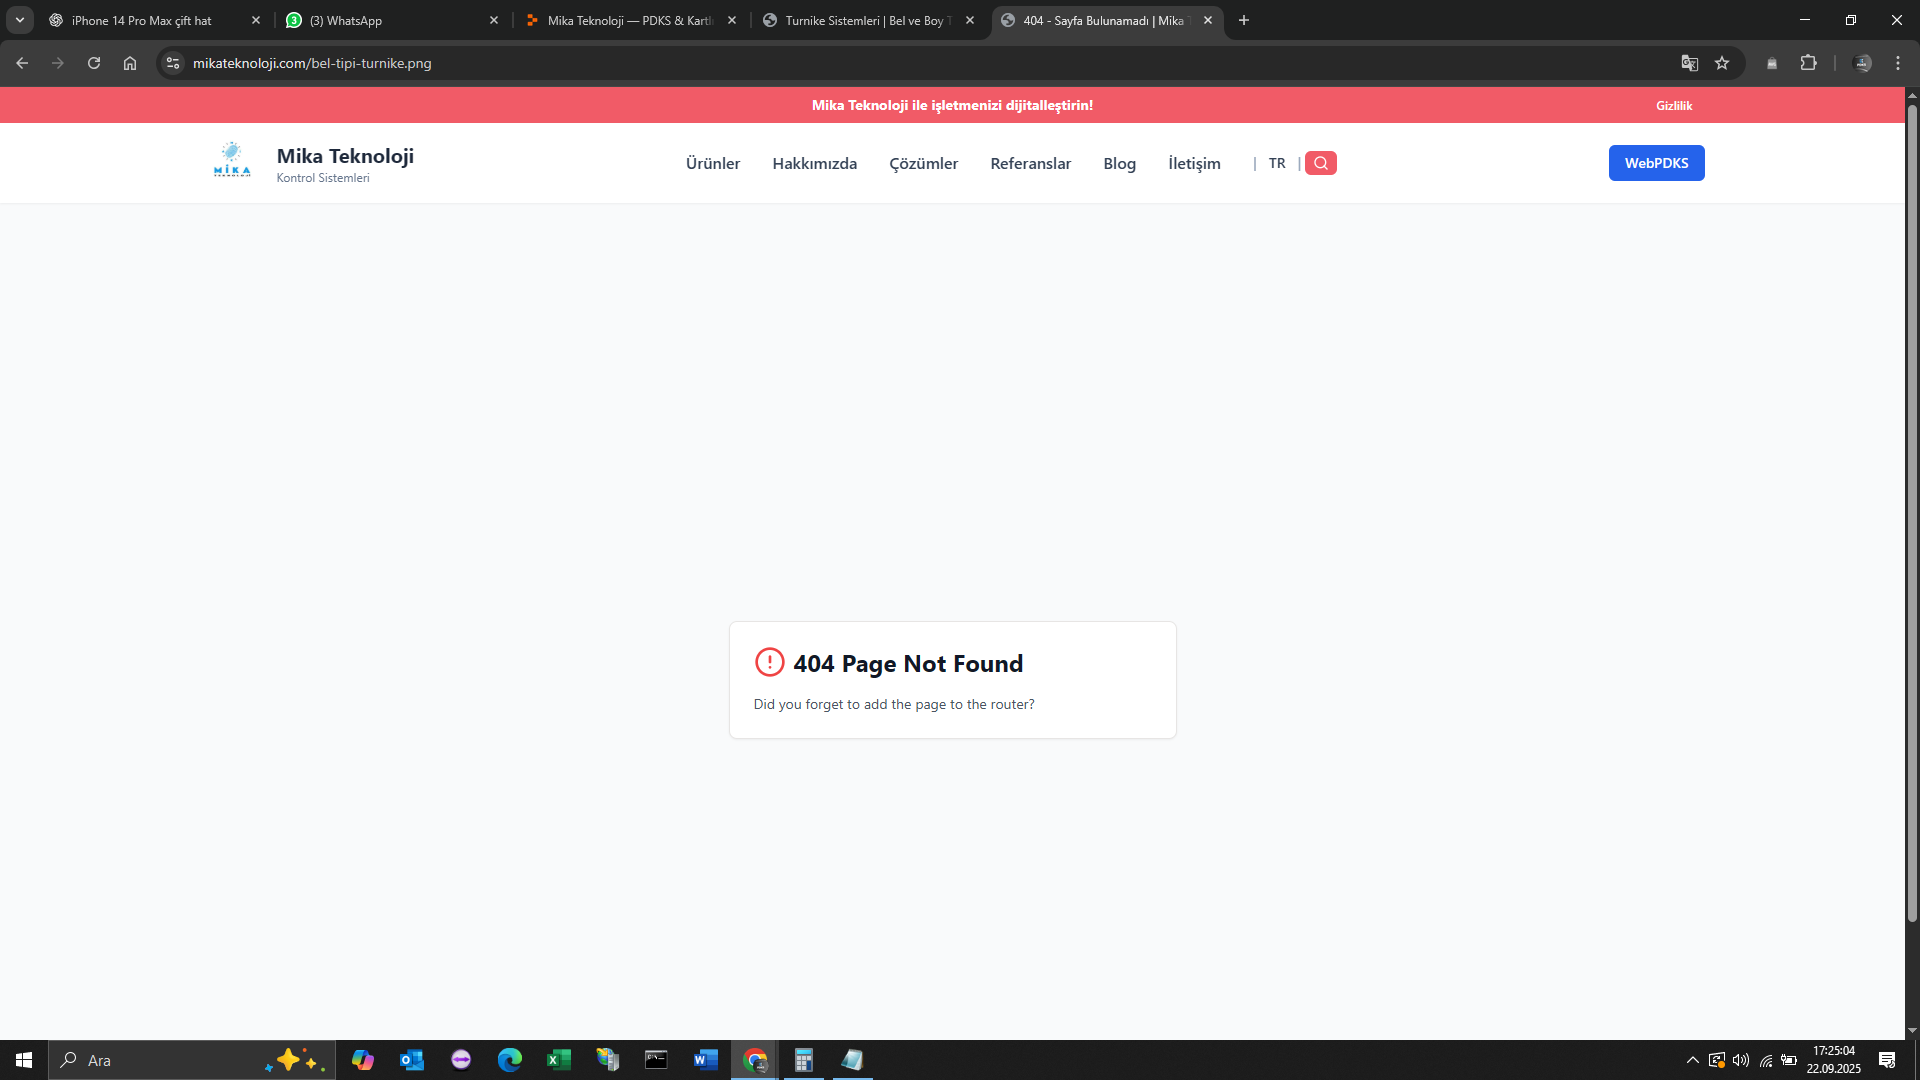 iPhone 14 Pro Max çift hat
(3) WhatsApp
Mika Teknoloji — PDKS & Kartlı
Turnike Sistemleri | Bel ve Boy T
404 - Sayfa Bulunamadı | Mika T
mikateknoloji.com/bel-tipi-turnike.png
Mika Teknoloji ile işletmenizi dijitalleştirin!
Gizlilik
MİKA
Mika Teknoloji
Kontrol Sistemleri
Ürünler
Hakkımızda
Çözümler
Referanslar
Blog
İletişim
| TR |
WebPDKS
404 Page Not Found
Did you forget to add the page to the router?
Ara
17:25:04
22.09.2025